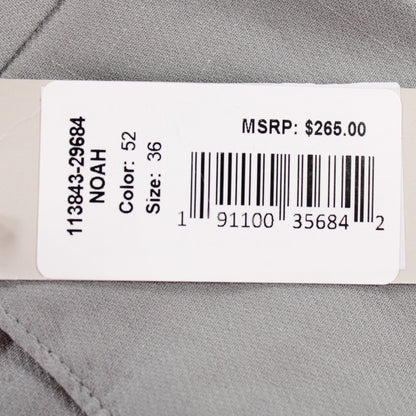 113843-29684
NOAH
Color: 52
Size: 36
MSRP: $265.00
1 91100 35684 2